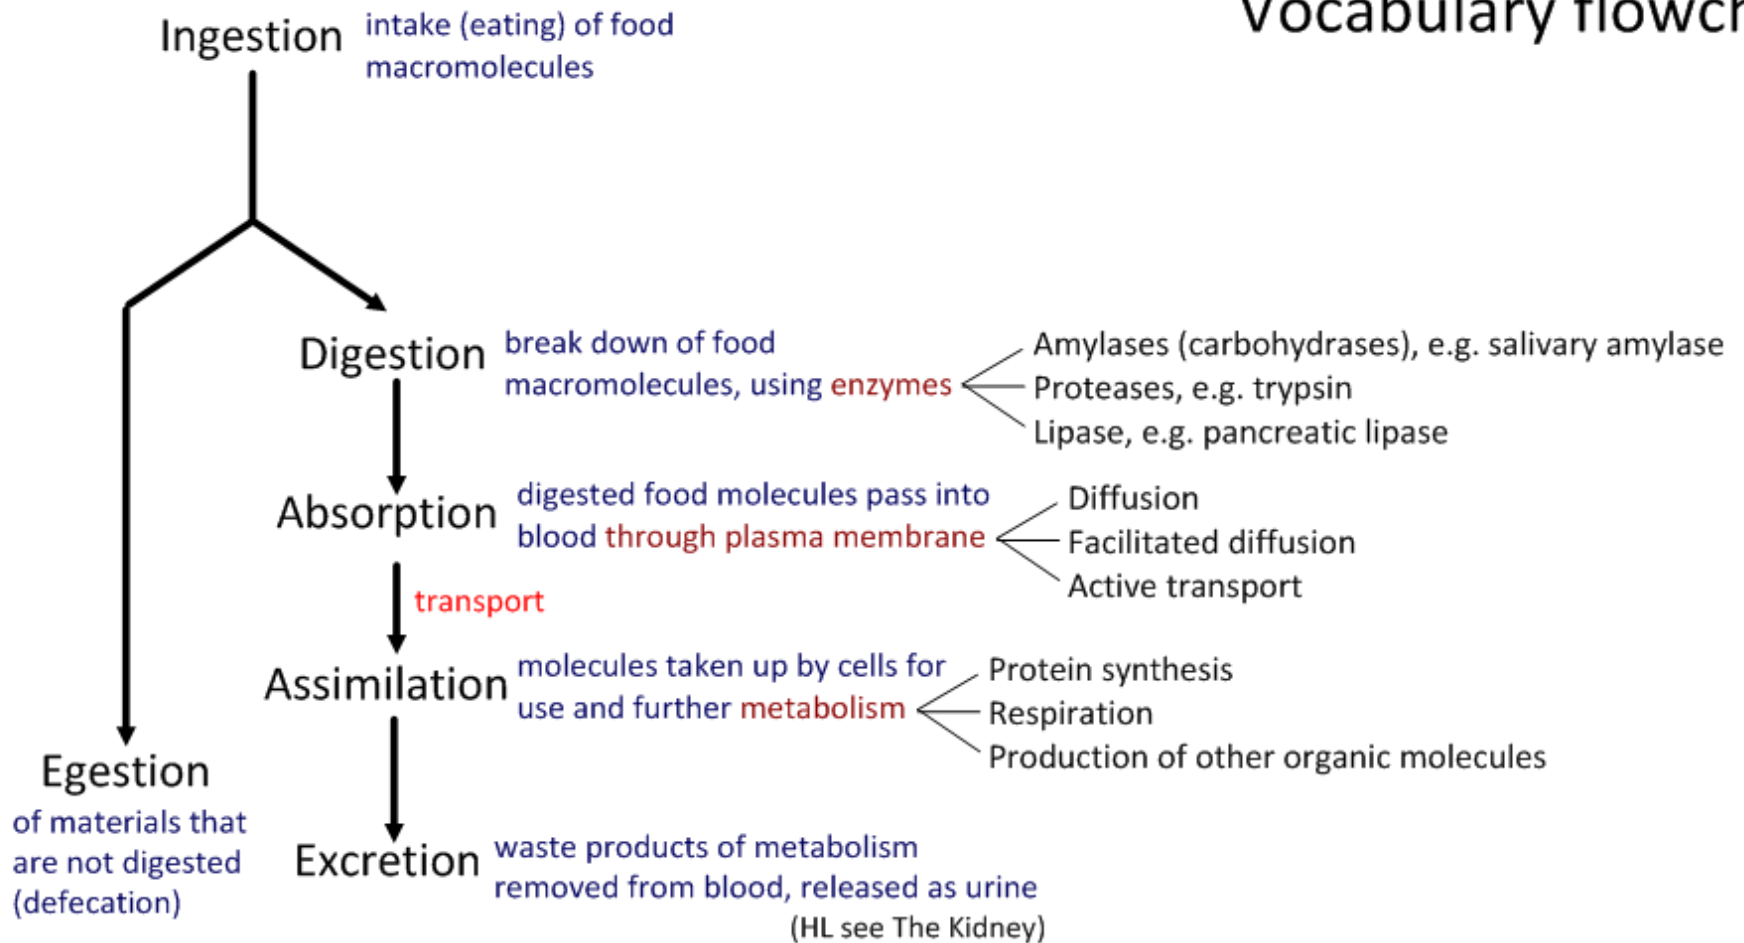 Vocabulary flowch
Ingestion
intake (eating) of food
macromolecules
Digestion
break down of food
macromolecules, using enzymes
Amylases (carbohydrases), e.g. salivary amylase
Proteases, e.g. trypsin
Lipase, e.g. pancreatic lipase
Absorption
digested food molecules pass into
blood through plasma membrane
Diffusion
Facilitated diffusion
Active transport
transport
Assimilation
molecules taken up by cells for
use and further metabolism
Protein synthesis
Respiration
Production of other organic molecules
Egestion
of materials that
are not digested
(defecation)
Excretion
waste products of metabolism
removed from blood, released as urine
(HL see The Kidney)